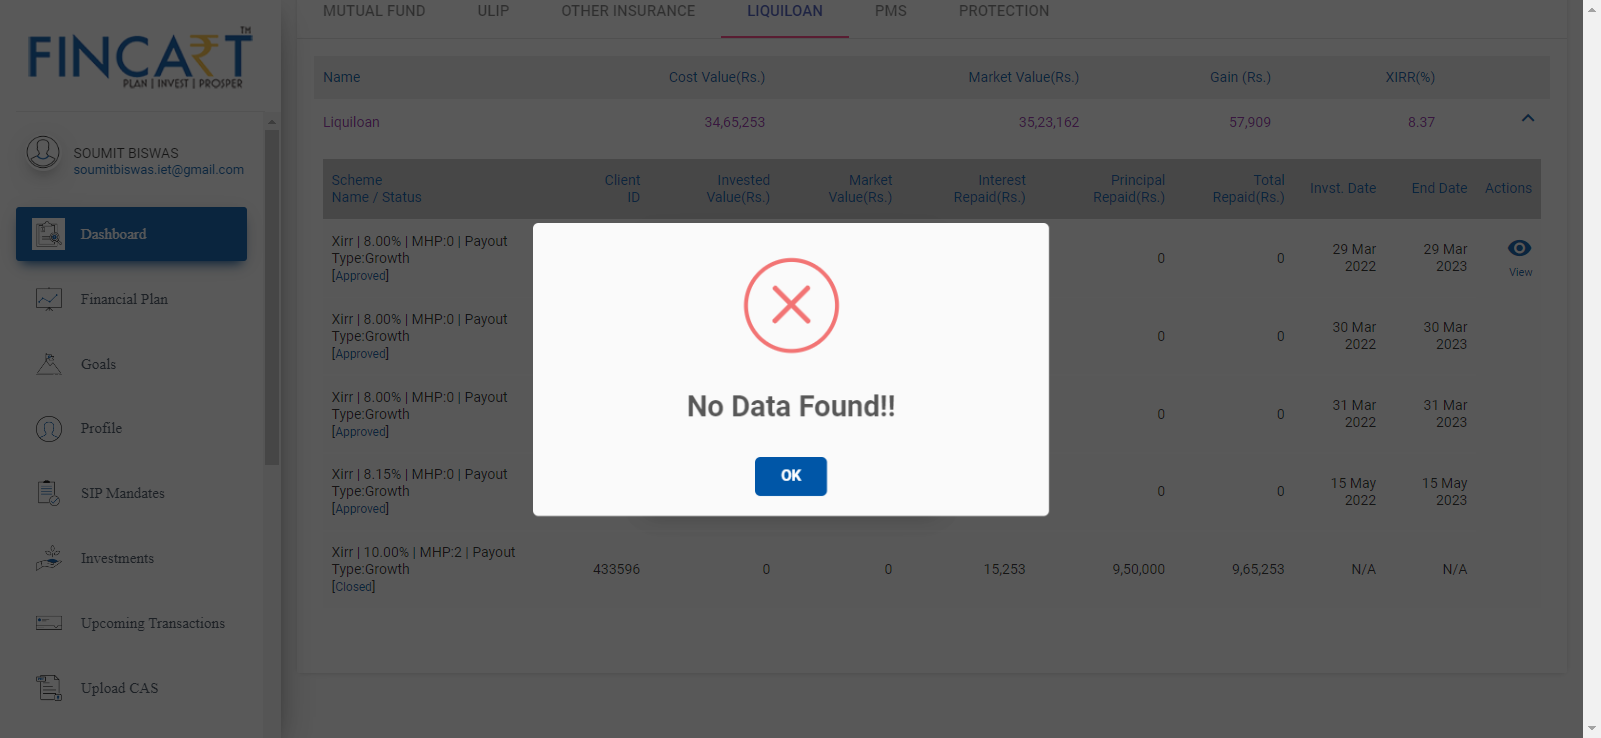 MUTUAL FUND ULIP OTHER INSURANCE LIQUILOAN PMS PROTECTION
FINCART TM
PLAN | INVEST | PROSPER
SOUMIT BISWAS
soumitbiswas.iet@gmail.com
Dashboard
Financial Plan
Goals
Profile
SIP Mandates
Investments
Upcoming Transactions
Upload CAS
Name Cost Value(Rs.) Market Value(Rs.) Gain (Rs.) XIRR(%)
Liquiloan 34,65,253 35,23,162 57,909 8.37
Scheme Client Invested Market Interest Principal Total Invst. Date End Date Actions
Name / Status ID Value(Rs.) Value(Rs.) Repaid(Rs.) Repaid(Rs.) Repaid(Rs.)
Xirr | 8.00% | MHP:0 | Payout 29 Mar 29 Mar
Type:Growth 0 0 2022 2023
[Approved] View
Xirr | 8.00% | MHP:0 | Payout 30 Mar 30 Mar
Type:Growth 0 0 2022 2023
[Approved]
Xirr | 8.00% | MHP:0 | Payout 31 Mar 31 Mar
Type:Growth 0 0 2022 2023
[Approved]
Xirr | 8.15% | MHP:0 | Payout 15 May 15 May
Type:Growth 0 0 2022 2023
[Approved]
Xirr | 10.00% | MHP:2 | Payout
Type:Growth 433596 0 0 15,253 9,50,000 9,65,253 N/A N/A
[Closed]
No Data Found!!
OK